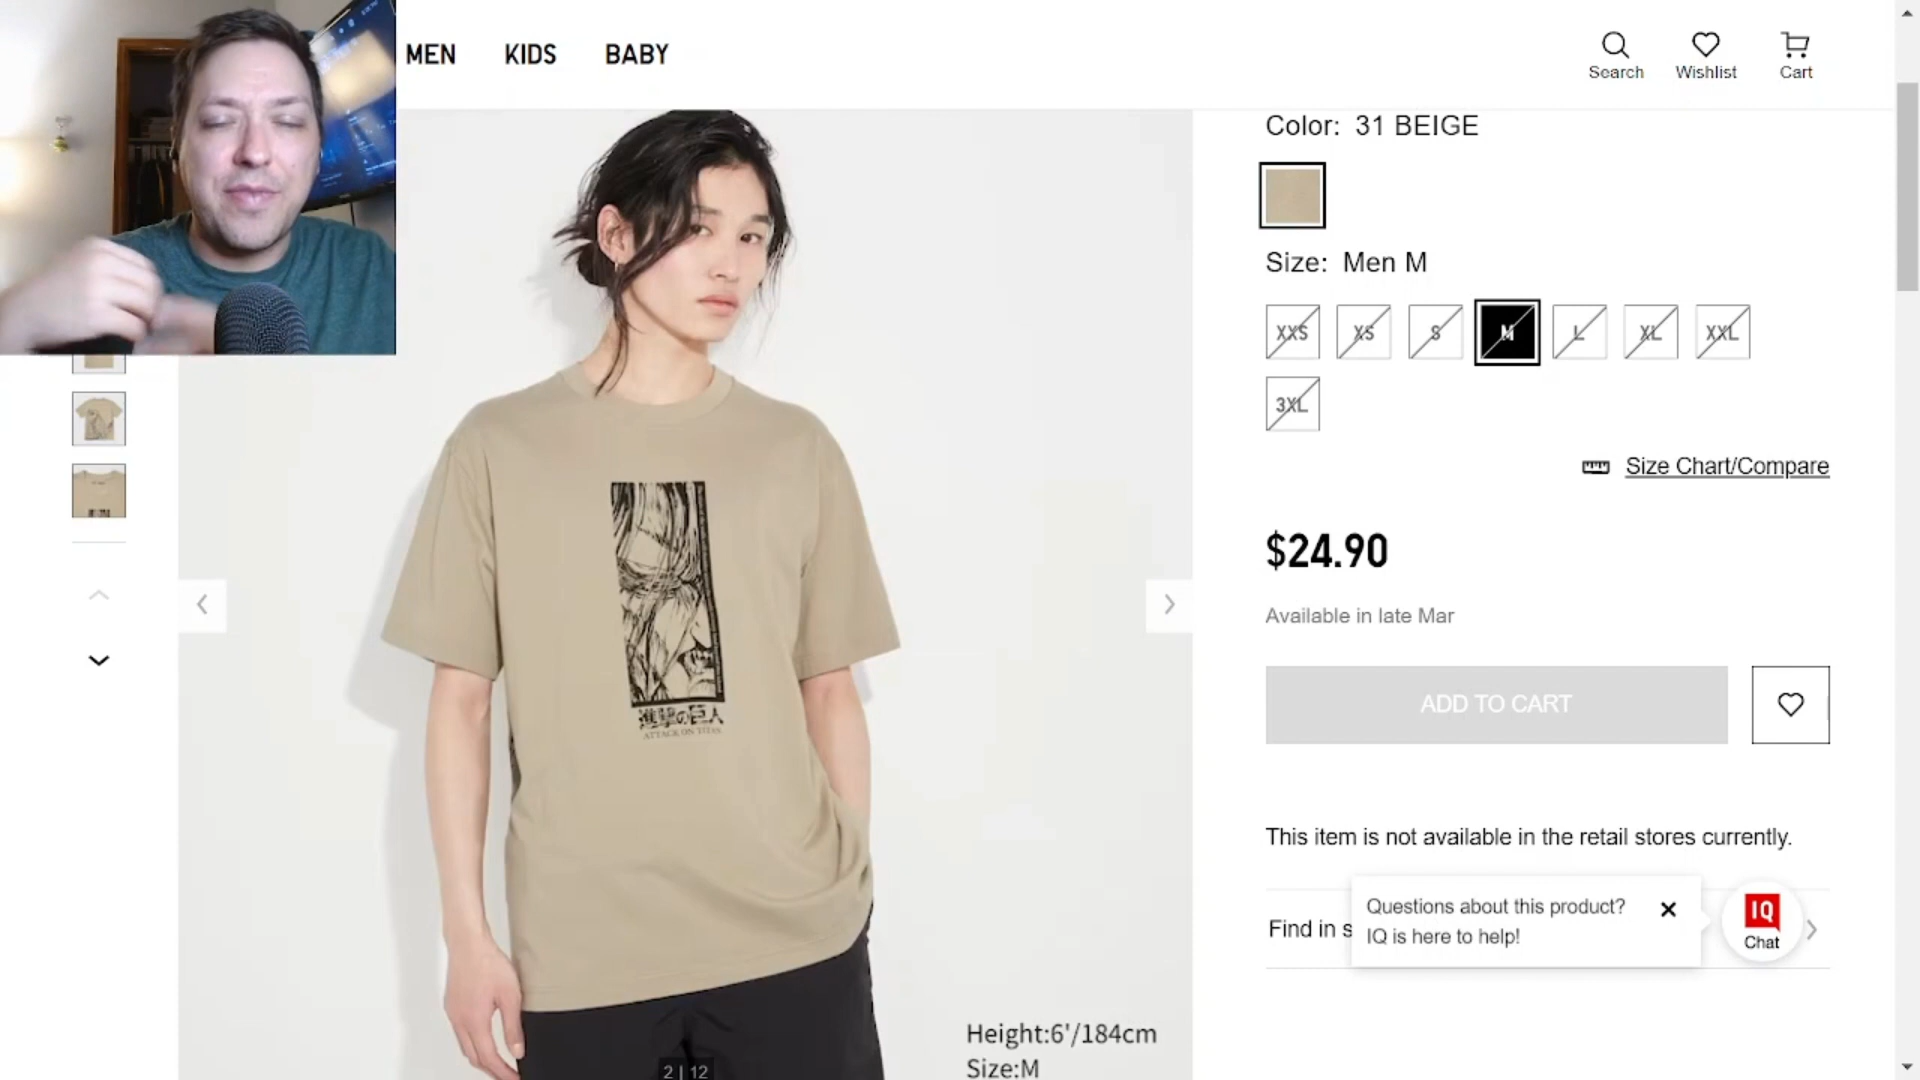 MEN KIDS BABY
Search Wishlist Cart
Color: 31 BEIGE
Size: Men M
XXS XS S M L XL XXL
3XL
Size Chart/Compare
$24.90
Available in late Mar
ADD TO CART
This item is not available in the retail stores currently.
Find in s
Questions about this product?
IQ is here to help!
IQ
Chat
進撃の巨人
ATTACK ON TITAN
Height:6'/184cm
Size:M
2 | 12